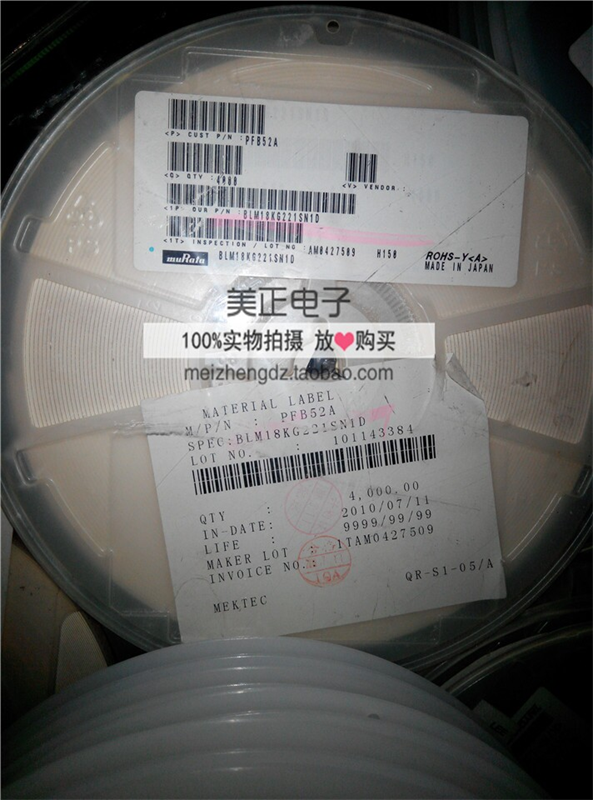 <P> CUST P/N : PFB52A
<Q> QTY : 4000
<V> VENDOR :
<1P> OUR P/N : BLM18KG221SN1D
<1T> INSPECTION / LOT NO : AM0427509 H150
muRata BLM18KG221SN1D
ROHS-Y<A>
MADE IN JAPAN
美正电子
100%实物拍摄 放❤购买
meizhengdz.taobao.com
MATERIAL LABEL
M/P/N : PFB52A
SPEC:BLM18KG221SN1D
LOT NO. : 101143384
QTY : 4,000.00
IN-DATE: 2010/07/11
LIFE : 9999/99/99
MAKER LOT : 1TAM0427509
INVOICE NO.:
MEKTEC QR-S1-05/A